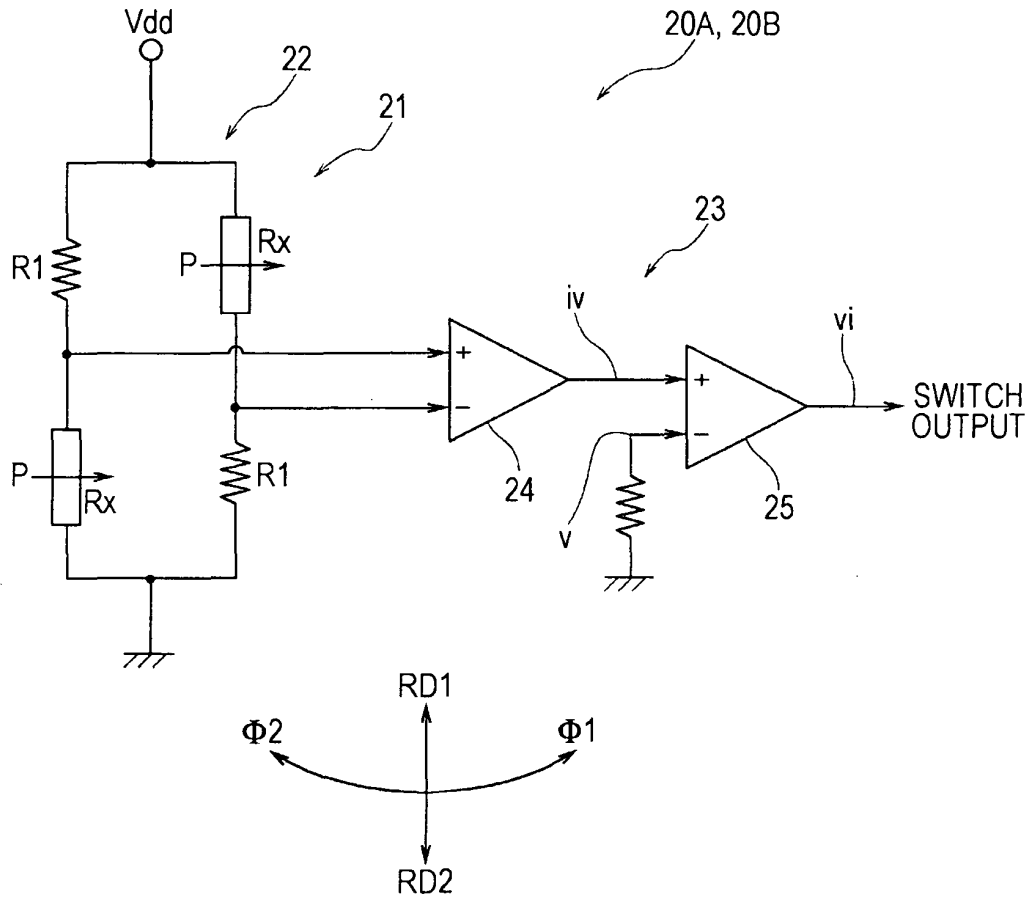 Vdd
20A, 20B
22
21
R1
P
Rx
23
iv
vi
+
−
+
−
SWITCH
OUTPUT
P
Rx
R1
24
v
25
RD1
Φ2
Φ1
RD2